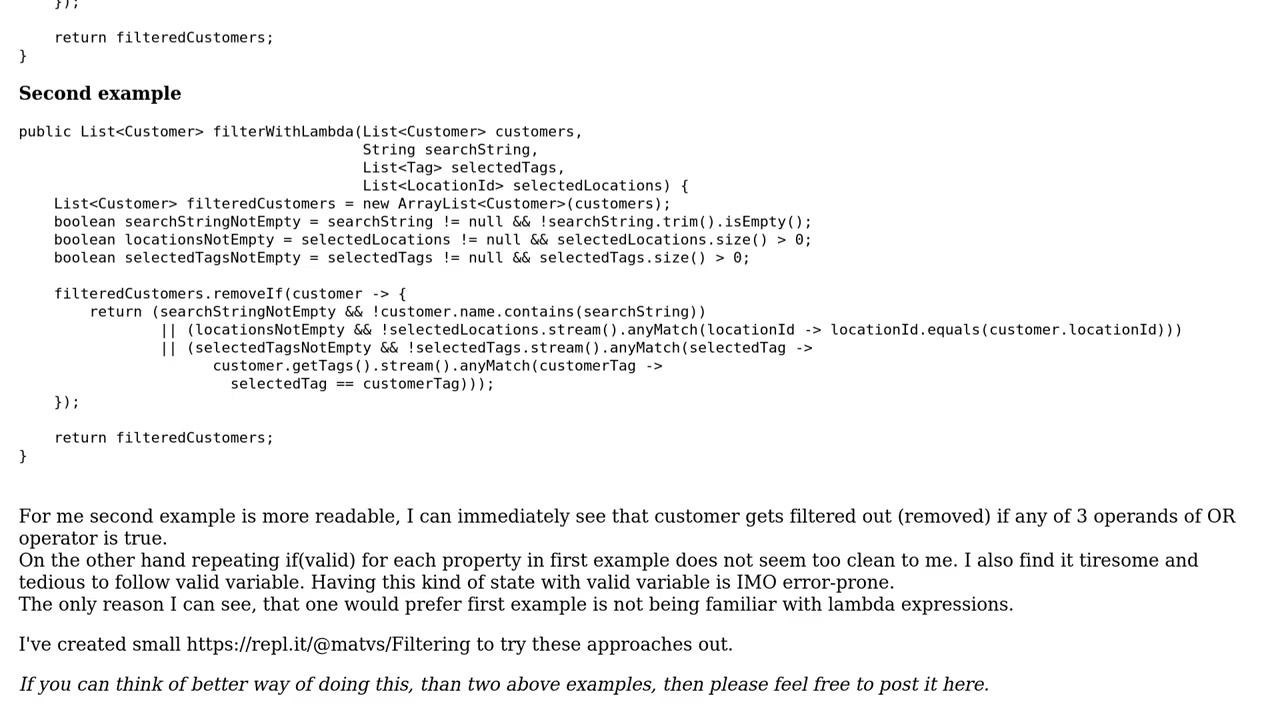 });

    return filteredCustomers;
}
Second example
public List<Customer> filterWithLambda(List<Customer> customers,
                                       String searchString,
                                       List<Tag> selectedTags,
                                       List<LocationId> selectedLocations) {
    List<Customer> filteredCustomers = new ArrayList<Customer>(customers);
    boolean searchStringNotEmpty = searchString != null && !searchString.trim().isEmpty();
    boolean locationsNotEmpty = selectedLocations != null && selectedLocations.size() > 0;
    boolean selectedTagsNotEmpty = selectedTags != null && selectedTags.size() > 0;

    filteredCustomers.removeIf(customer -> {
        return (searchStringNotEmpty && !customer.name.contains(searchString))
                || (locationsNotEmpty && !selectedLocations.stream().anyMatch(locationId -> locationId.equals(customer.locationId)))
                || (selectedTagsNotEmpty && !selectedTags.stream().anyMatch(selectedTag ->
                      customer.getTags().stream().anyMatch(customerTag ->
                        selectedTag == customerTag)));
    });

    return filteredCustomers;
}

For me second example is more readable, I can immediately see that customer gets filtered out (removed) if any of 3 operands of OR
operator is true.
On the other hand repeating if(valid) for each property in first example does not seem too clean to me. I also find it tiresome and
tedious to follow valid variable. Having this kind of state with valid variable is IMO error-prone.
The only reason I can see, that one would prefer first example is not being familiar with lambda expressions.
I've created small https://repl.it/@matvs/Filtering to try these approaches out.
If you can think of better way of doing this, than two above examples, then please feel free to post it here.